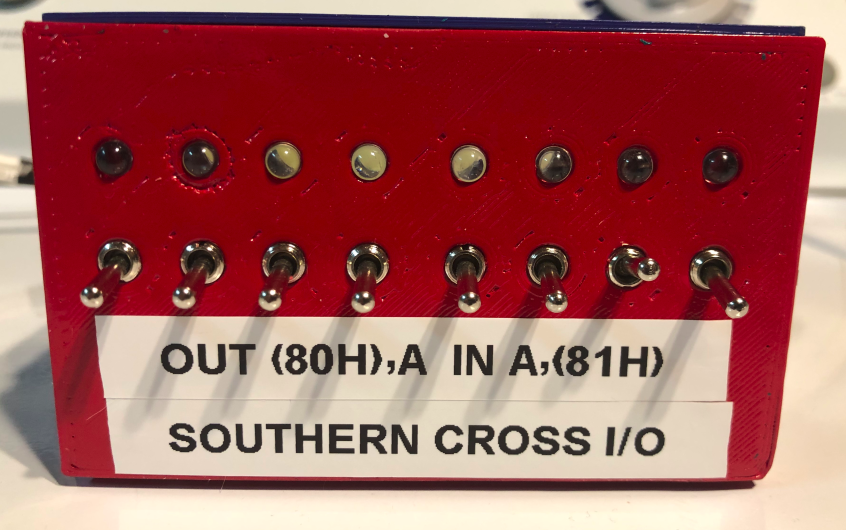 OUT (80H),A IN A,(81H)
SOUTHERN CROSS I/O